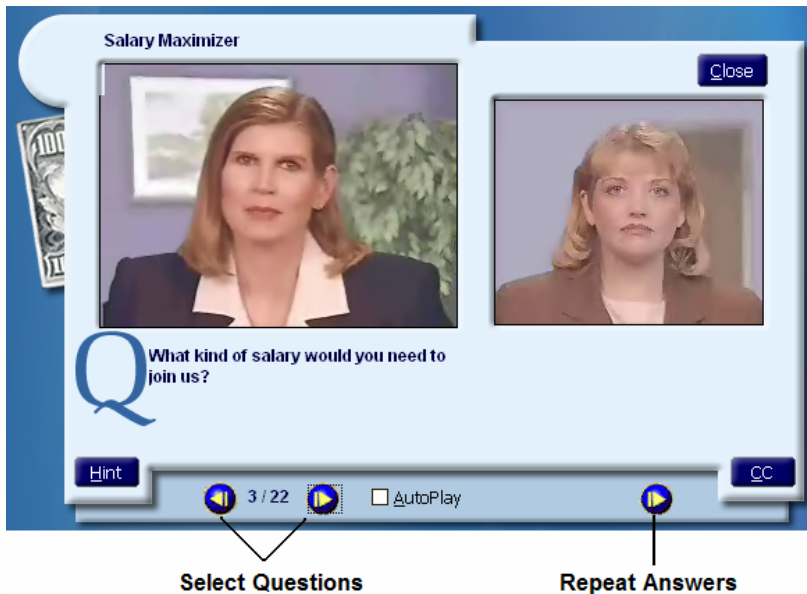 Salary Maximizer
Close
100
Q
What kind of salary would you need to
join us?
Hint
CC
3 / 22
AutoPlay
Select Questions
Repeat Answers